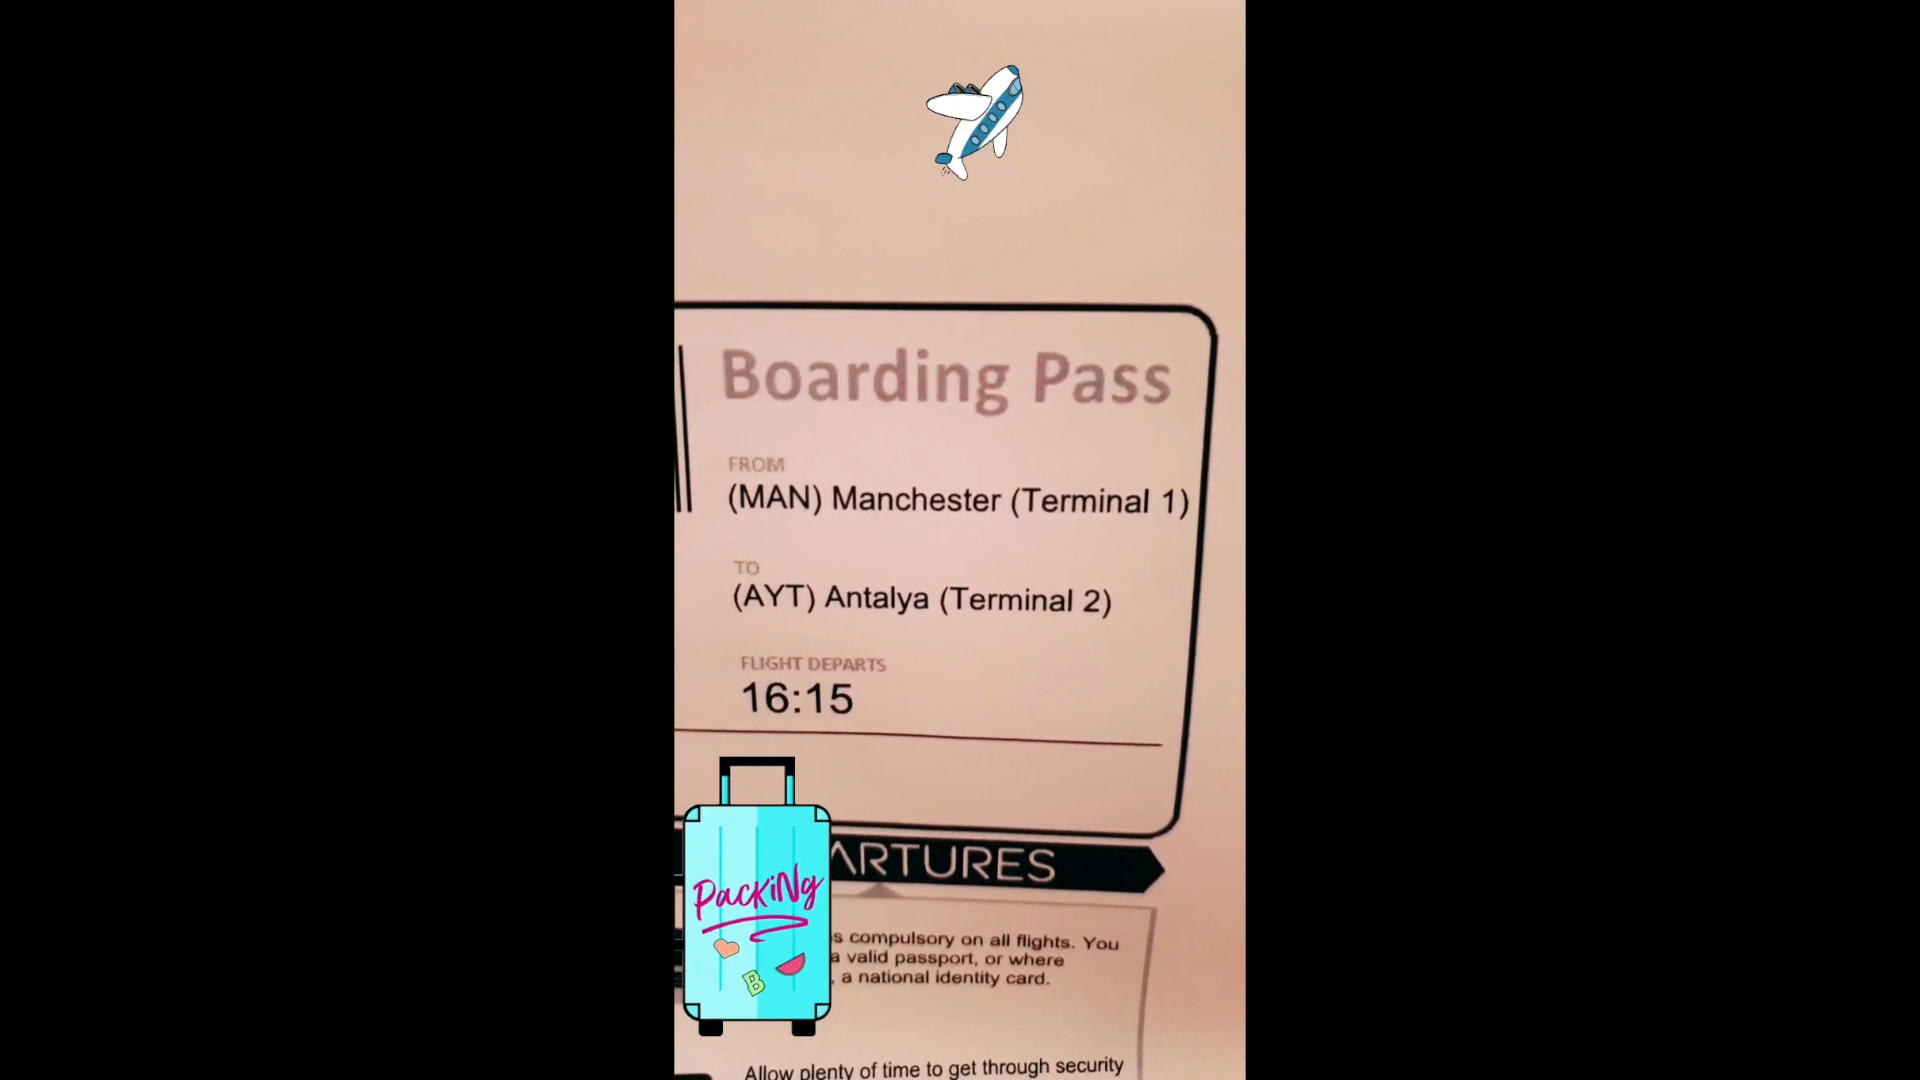 Boarding Pass
FROM
(MAN) Manchester (Terminal 1)
TO
(AYT) Antalya (Terminal 2)
FLIGHT DEPARTS
16:15
ARTURES
PackiNg
B
compulsory on all flights. You
a valid passport, or where
, a national identity card.
Allow plenty of time to get through security